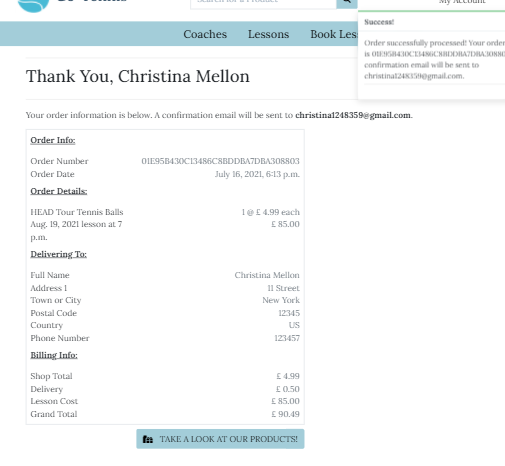 Search for a Product
My Account
Coaches Lessons Book Les
Success!
Order successfully processed! Your order
is 01E95B430C13486C8BDDBA7DBA30880
confirmation email will be sent to
christina1248359@gmail.com.
Thank You, Christina Mellon
Your order information is below. A confirmation email will be sent to christina1248359@gmail.com.
Order Info:
Order Number 01E95B430C13486C8BDDBA7DBA308803
Order Date July 16, 2021, 6:13 p.m.
Order Details:
HEAD Tour Tennis Balls 1 @ £ 4.99 each
Aug. 19, 2021 lesson at 7 £ 85.00
p.m.
Delivering To:
Full Name Christina Mellon
Address 1 11 Street
Town or City New York
Postal Code 12345
Country US
Phone Number 123457
Billing Info:
Shop Total £ 4.99
Delivery £ 0.50
Lesson Cost £ 85.00
Grand Total £ 90.49
TAKE A LOOK AT OUR PRODUCTS!